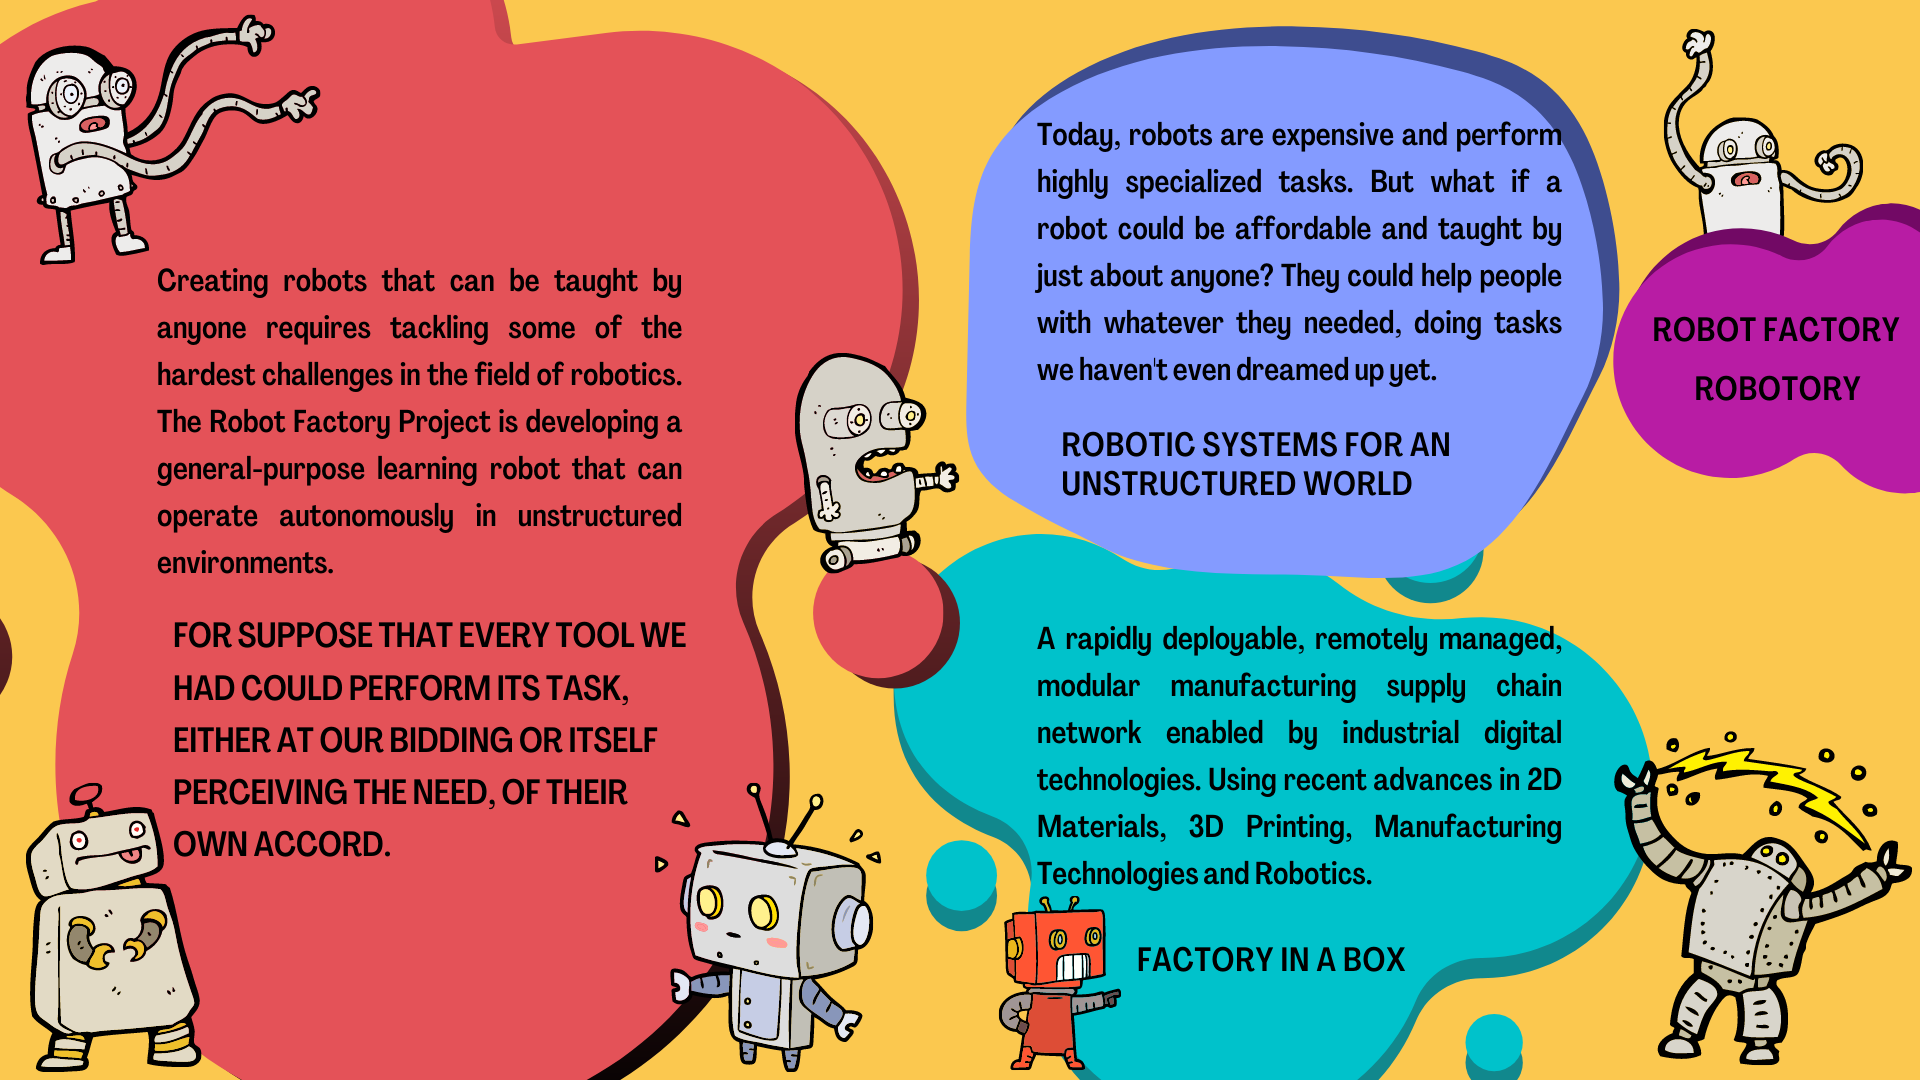 Creating robots that can be taught by
anyone requires tackling some of the
hardest challenges in the field of robotics.
The Robot Factory Project is developing a
general-purpose learning robot that can
operate autonomously in unstructured
environments.
FOR SUPPOSE THAT EVERY TOOL WE
HAD COULD PERFORM ITS TASK,
EITHER AT OUR BIDDING OR ITSELF
PERCEIVING THE NEED, OF THEIR
OWN ACCORD.
Today, robots are expensive and perform
highly specialized tasks. But what if a
robot could be affordable and taught by
just about anyone? They could help people
with whatever they needed, doing tasks
we haven't even dreamed up yet.
ROBOTIC SYSTEMS FOR AN
UNSTRUCTURED WORLD
A rapidly deployable, remotely managed,
modular manufacturing supply chain
network enabled by industrial digital
technologies. Using recent advances in 2D
Materials, 3D Printing, Manufacturing
Technologies and Robotics.
FACTORY IN A BOX
ROBOT FACTORY
ROBOTORY